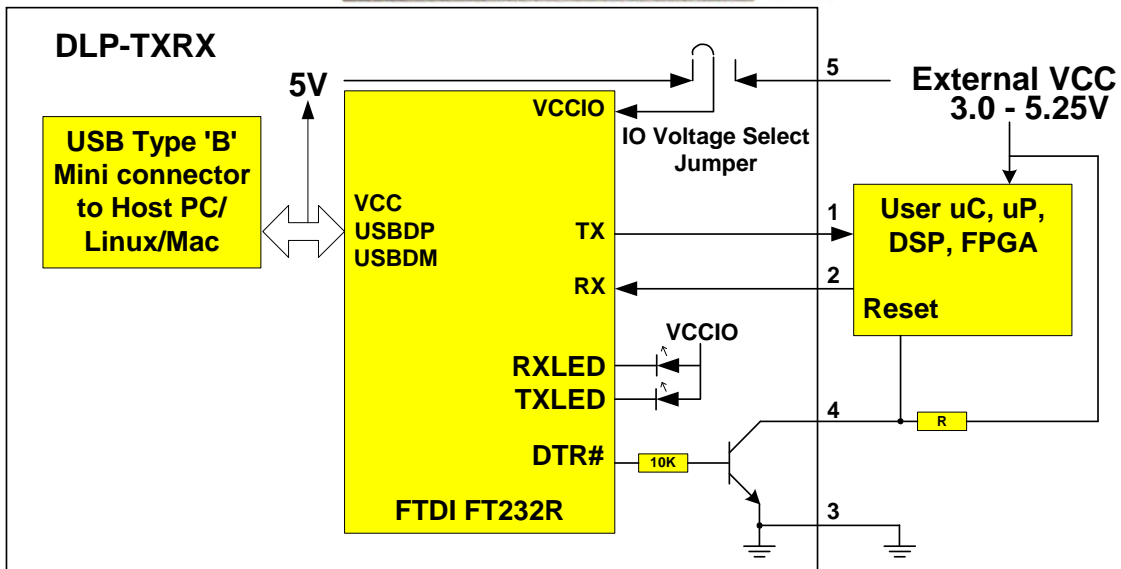 DLP-TXRX
5V
5
External VCC
3.0 - 5.25V
VCCIO
IO Voltage Select
Jumper
USB Type 'B'
Mini connector
to Host PC/
Linux/Mac
VCC
USBDP
USBDM
TX
1
RX
2
User uC, uP,
DSP, FPGA
Reset
VCCIO
RXLED
TXLED
4
R
DTR#
10K
3
FTDI FT232R